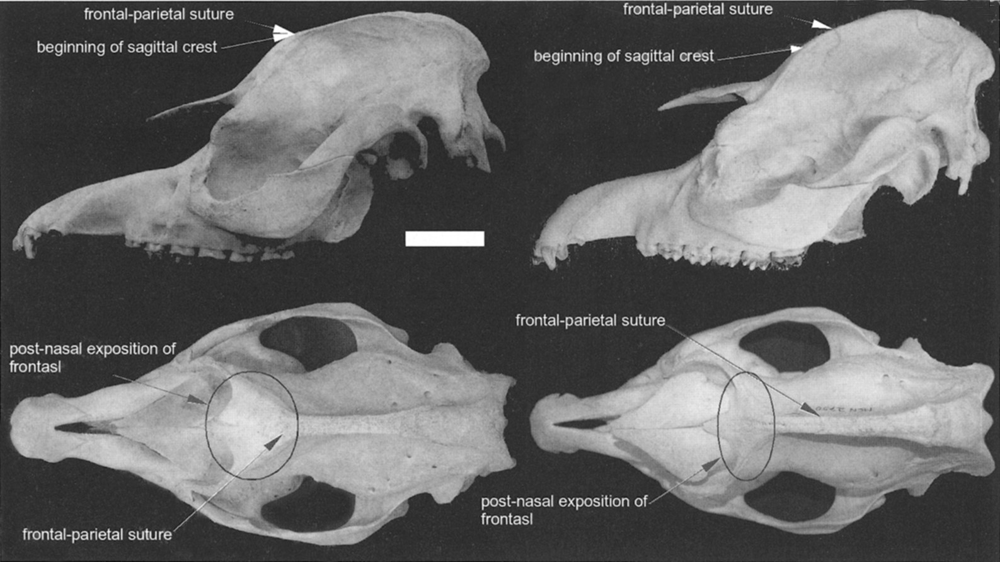 frontal-parietal suture
beginning of sagittal crest
frontal-parietal suture
beginning of sagittal crest
post-nasal exposition of
frontasl
frontal-parietal suture
frontal-parietal suture
post-nasal exposition of
frontasl